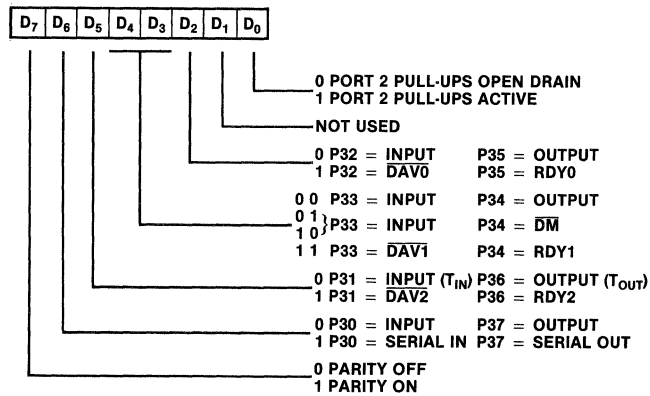 D7 D6 D5 D4 D3 D2 D1 D0
0 PORT 2 PULL-UPS OPEN DRAIN
1 PORT 2 PULL-UPS ACTIVE
NOT USED
0 P32 = INPUT P35 = OUTPUT
1 P32 = D̅A̅V̅0̅ P35 = RDY0
0 0 P33 = INPUT P34 = OUTPUT
0 1
1 0 } P33 = INPUT P34 = D̅M̅
1 1 P33 = D̅A̅V̅1̅ P34 = RDY1
0 P31 = INPUT (TIN) P36 = OUTPUT (TOUT)
1 P31 = D̅A̅V̅2̅ P36 = RDY2
0 P30 = INPUT P37 = OUTPUT
1 P30 = SERIAL IN P37 = SERIAL OUT
0 PARITY OFF
1 PARITY ON